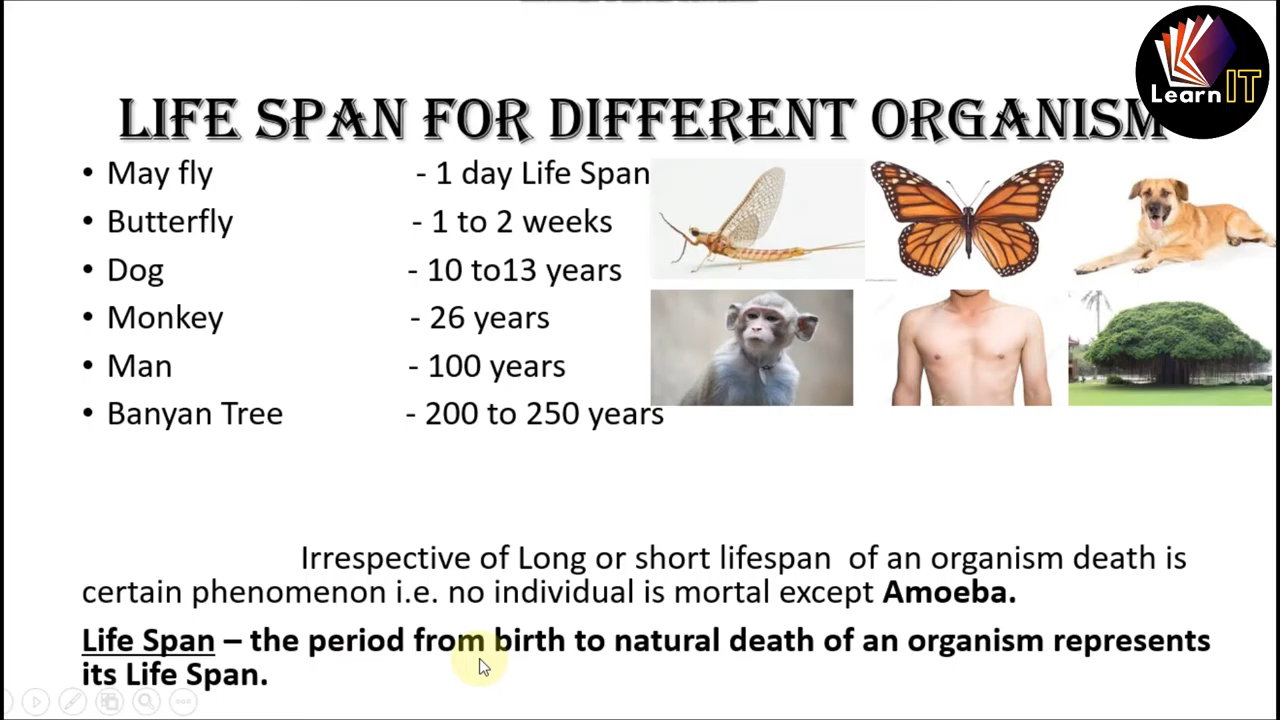 Learn IT
LIFE SPAN FOR DIFFERENT ORGANISM
• May fly - 1 day Life Span
• Butterfly - 1 to 2 weeks
• Dog - 10 to13 years
• Monkey - 26 years
• Man - 100 years
• Banyan Tree - 200 to 250 years
Irrespective of Long or short lifespan of an organism death is
certain phenomenon i.e. no individual is mortal except Amoeba.
Life Span – the period from birth to natural death of an organism represents
its Life Span.